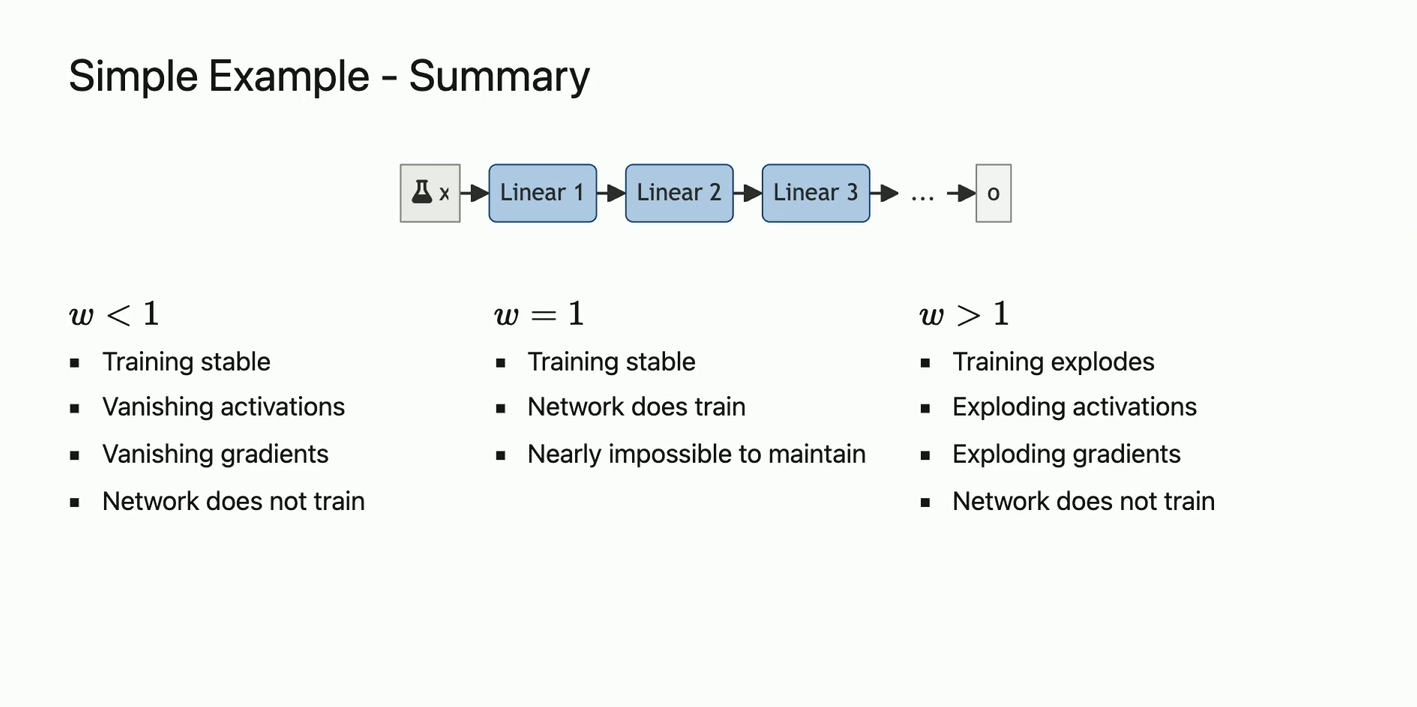 Simple Example - Summary
x Linear 1 Linear 2 Linear 3 ... o
w < 1
▪ Training stable
▪ Vanishing activations
▪ Vanishing gradients
▪ Network does not train
w = 1
▪ Training stable
▪ Network does train
▪ Nearly impossible to maintain
w > 1
▪ Training explodes
▪ Exploding activations
▪ Exploding gradients
▪ Network does not train